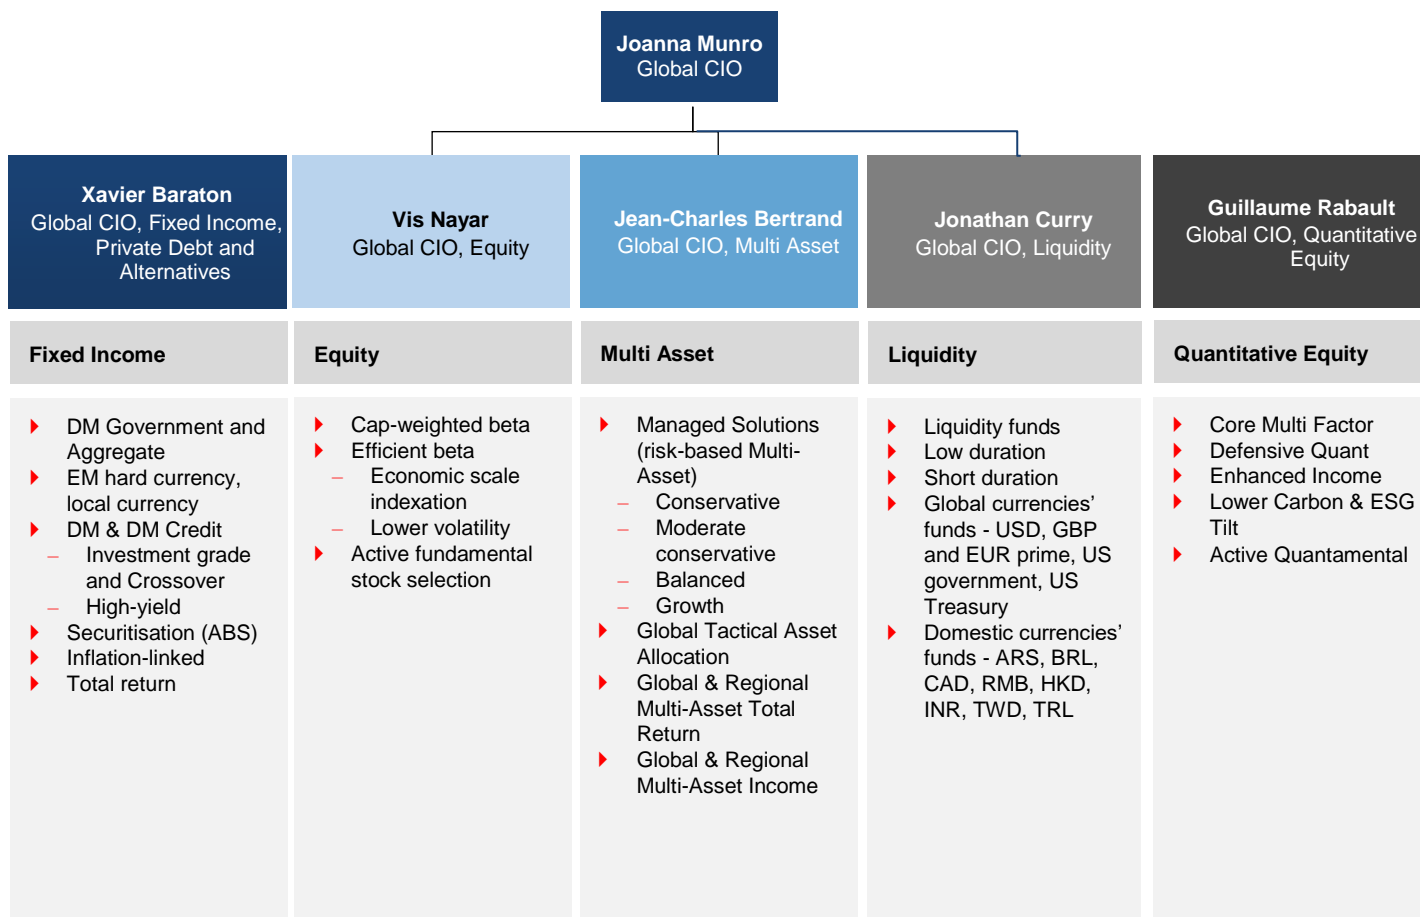 Joanna Munro
Global CIO
Xavier Baraton
Global CIO, Fixed Income,
Private Debt and
Alternatives
Vis Nayar
Global CIO, Equity
Jean-Charles Bertrand
Global CIO, Multi Asset
Jonathan Curry
Global CIO, Liquidity
Guillaume Rabault
Global CIO, Quantitative
Equity
Fixed Income
DM Government and
Aggregate
EM hard currency,
local currency
DM & DM Credit
– Investment grade
and Crossover
– High-yield
Securitisation (ABS)
Inflation-linked
Total return
Equity
Cap-weighted beta
Efficient beta
– Economic scale
indexation
– Lower volatility
Active fundamental
stock selection
Multi Asset
Managed Solutions
(risk-based Multi-
Asset)
– Conservative
– Moderate
conservative
– Balanced
– Growth
Global Tactical Asset
Allocation
Global & Regional
Multi-Asset Total
Return
Global & Regional
Multi-Asset Income
Liquidity
Liquidity funds
Low duration
Short duration
Global currencies’
funds - USD, GBP
and EUR prime, US
government, US
Treasury
Domestic currencies’
funds - ARS, BRL,
CAD, RMB, HKD,
INR, TWD, TRL
Quantitative Equity
Core Multi Factor
Defensive Quant
Enhanced Income
Lower Carbon & ESG
Tilt
Active Quantamental